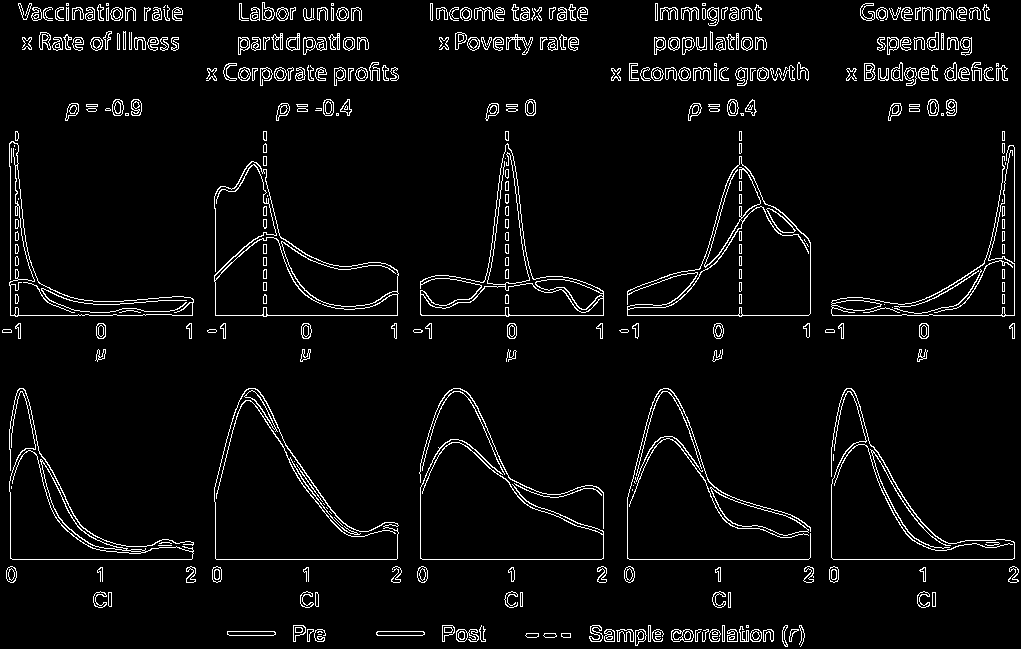 Vaccination rate
x Rate of Illness
Labor union
participation
x Corporate profits
Income tax rate
x Poverty rate
Immigrant
population
x Economic growth
Government
spending
x Budget deficit
ρ = -0.9
ρ = -0.4
ρ = 0
ρ = 0.4
ρ = 0.9
−1 0 1
μ
−1 0 1
μ
−1 0 1
μ
−1 0 1
μ
−1 0 1
μ
0 1 2
CI
0 1 2
CI
0 1 2
CI
0 1 2
CI
0 1 2
CI
Pre Post Sample correlation (r)